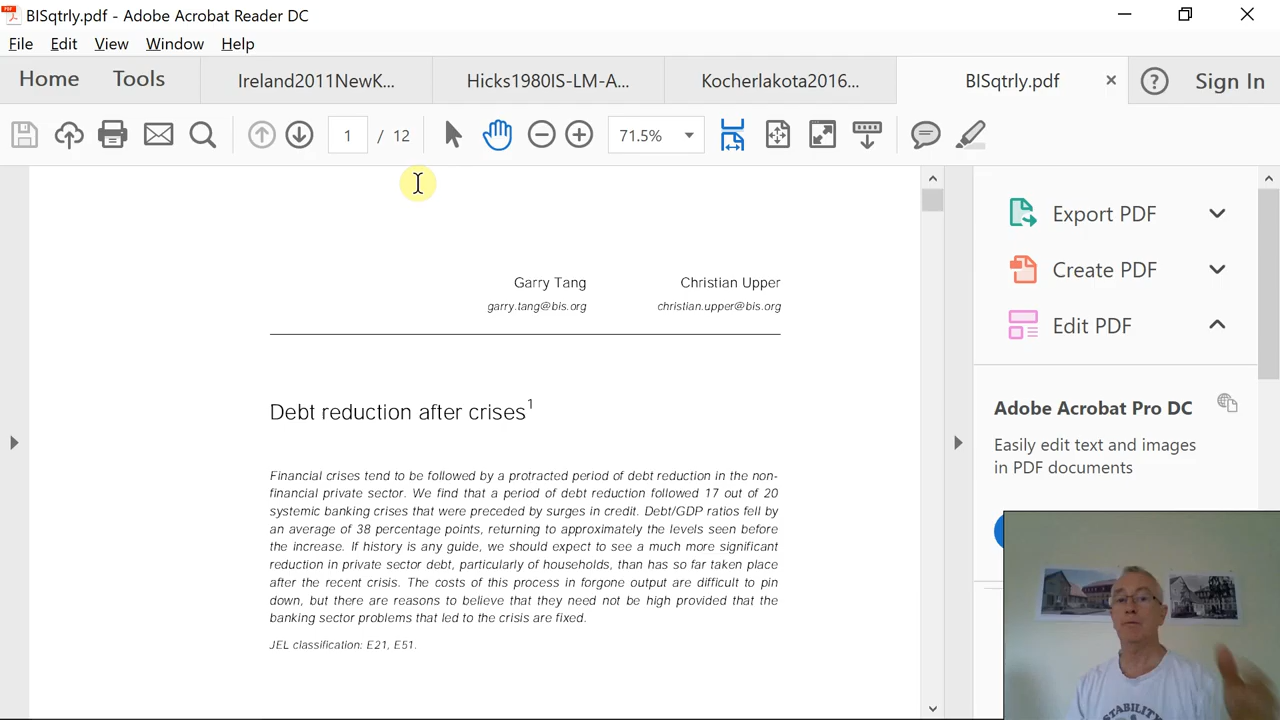 BISqtrly.pdf - Adobe Acrobat Reader DC
File Edit View Window Help
Home Tools Ireland2011NewK... Hicks1980IS-LM-A... Kocherlakota2016... BISqtrly.pdf × ? Sign In
1 / 12 71.5%
Export PDF
Create PDF
Edit PDF
Adobe Acrobat Pro DC
Easily edit text and images
in PDF documents
Garry Tang Christian Upper
garry.tang@bis.org christian.upper@bis.org
Debt reduction after crises1
Financial crises tend to be followed by a protracted period of debt reduction in the non-
financial private sector. We find that a period of debt reduction followed 17 out of 20
systemic banking crises that were preceded by surges in credit. Debt/GDP ratios fell by
an average of 38 percentage points, returning to approximately the levels seen before
the increase. If history is any guide, we should expect to see a much more significant
reduction in private sector debt, particularly of households, than has so far taken place
after the recent crisis. The costs of this process in forgone output are difficult to pin
down, but there are reasons to believe that they need not be high provided that the
banking sector problems that led to the crisis are fixed.
JEL classification: E21, E51.
STABILITY